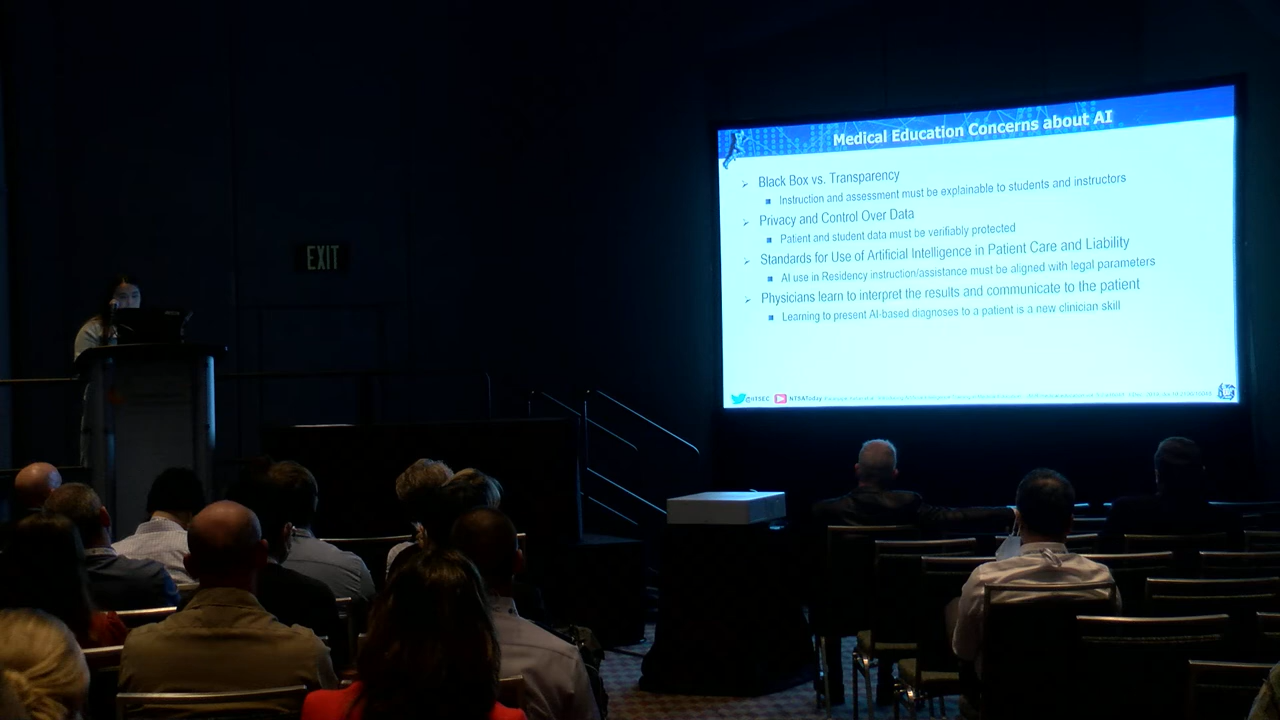 EXIT
Medical Education Concerns about AI
Black Box vs. Transparency
Instruction and assessment must be explainable to students and instructors
Privacy and Control Over Data
Patient and student data must be verifiably protected
Standards for Use of Artificial Intelligence in Patient Care and Liability
AI use in Residency instruction/assistance must be aligned with legal parameters
Physicians learn to interpret the results and communicate to the patient
Learning to present AI-based diagnoses to a patient is a new clinician skill
NTSAToday